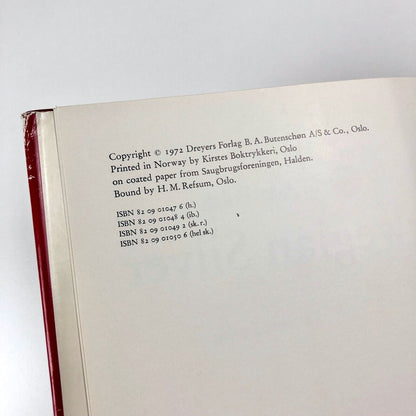 Copyright © 1972 Dreyers Forlag B. A. Butenschøn A/S & Co., Oslo.
Printed in Norway by Kirstes Boktrykkeri, Oslo
on coated paper from Saugbrugsforeningen, Halden.
Bound by H. M. Refsum, Oslo.
ISBN 82 09 01047 6 (h.)
ISBN 82 09 01048 4 (ib.)
ISBN 82 09 01049 2 (sk. r.)
ISBN 82 09 01050 6 (hel sk.)